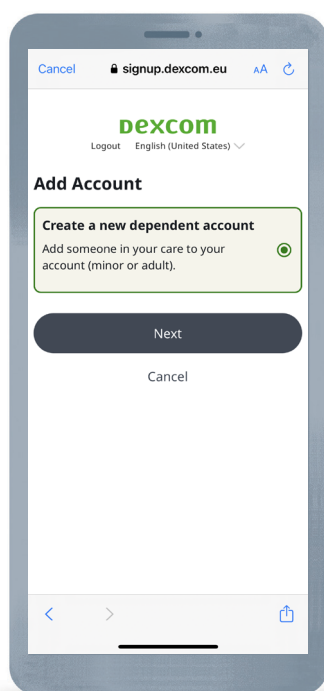 Cancel signup.dexcom.eu AA
Dexcom
Logout English (United States)
Add Account
Create a new dependent account
Add someone in your care to your
account (minor or adult).
Next
Cancel